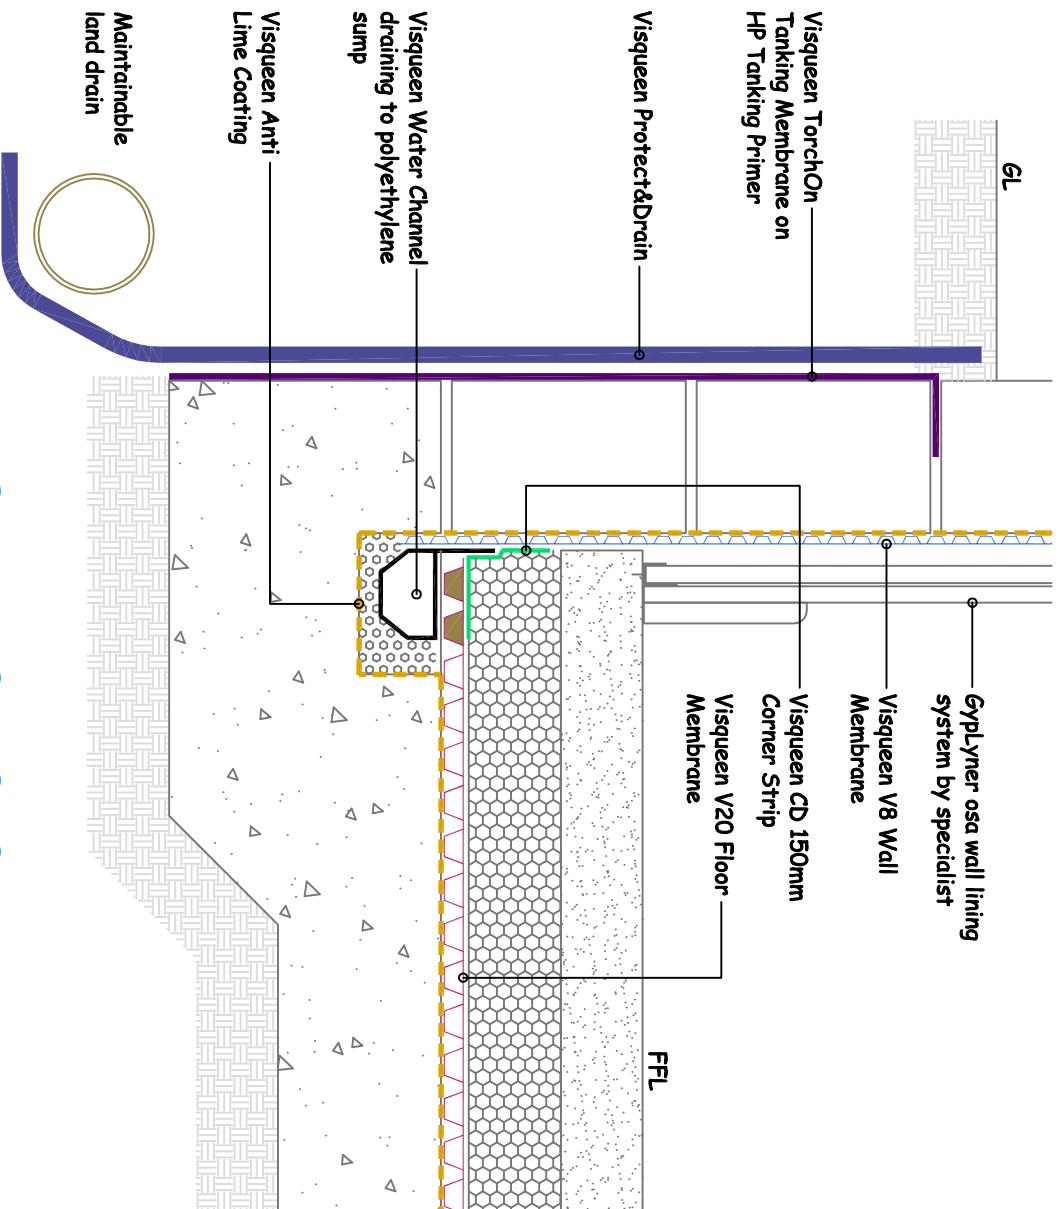 GL
Visqueen TorchOn
Tanking Membrane on
HP Tanking Primer
Visqueen Protect&Drain
Visqueen Water Channel
draining to polyethylene
sump
Visqueen Anti
Lime Coating
Maintainable
land drain
GypLyner osa wall lining
system by specialist
Visqueen V8 Wall
Membrane
Visqueen CD 150mm
Corner Strip
Visqueen V20 Floor
Membrane
FFL